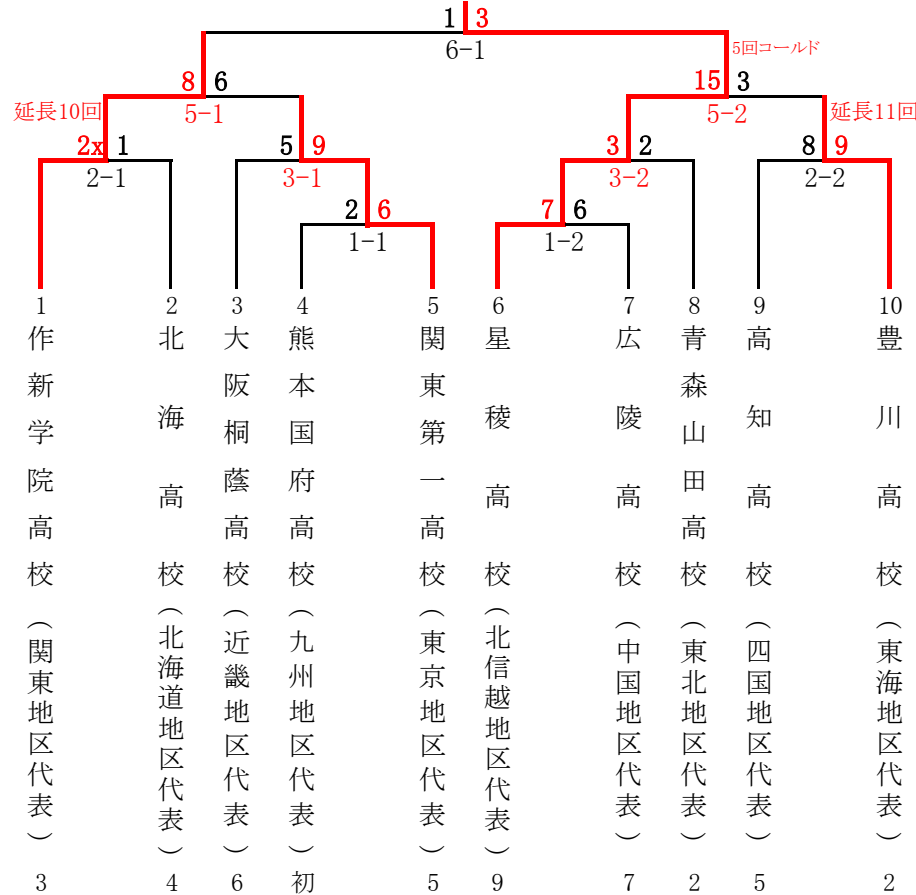 1 3
6-1
5回コールド
8 6
15 3
延長10回
5-1
5-2
延長11回
2x 1
5 9
3 2
8 9
2-1
3-1
3-2
2-2
2 6
7 6
1-1
1-2
1
作新学院高校(関東地区代表)
3
2
北海高校(北海道地区代表)
4
3
大阪桐蔭高校(近畿地区代表)
6
4
熊本国府高校(九州地区代表)
初
5
関東第一高校(東京地区代表)
5
6
星稜高校(北信越地区代表)
9
7
広陵高校(中国地区代表)
7
8
青森山田高校(東北地区代表)
2
9
高知高校(四国地区代表)
5
10
豊川高校(東海地区代表)
2